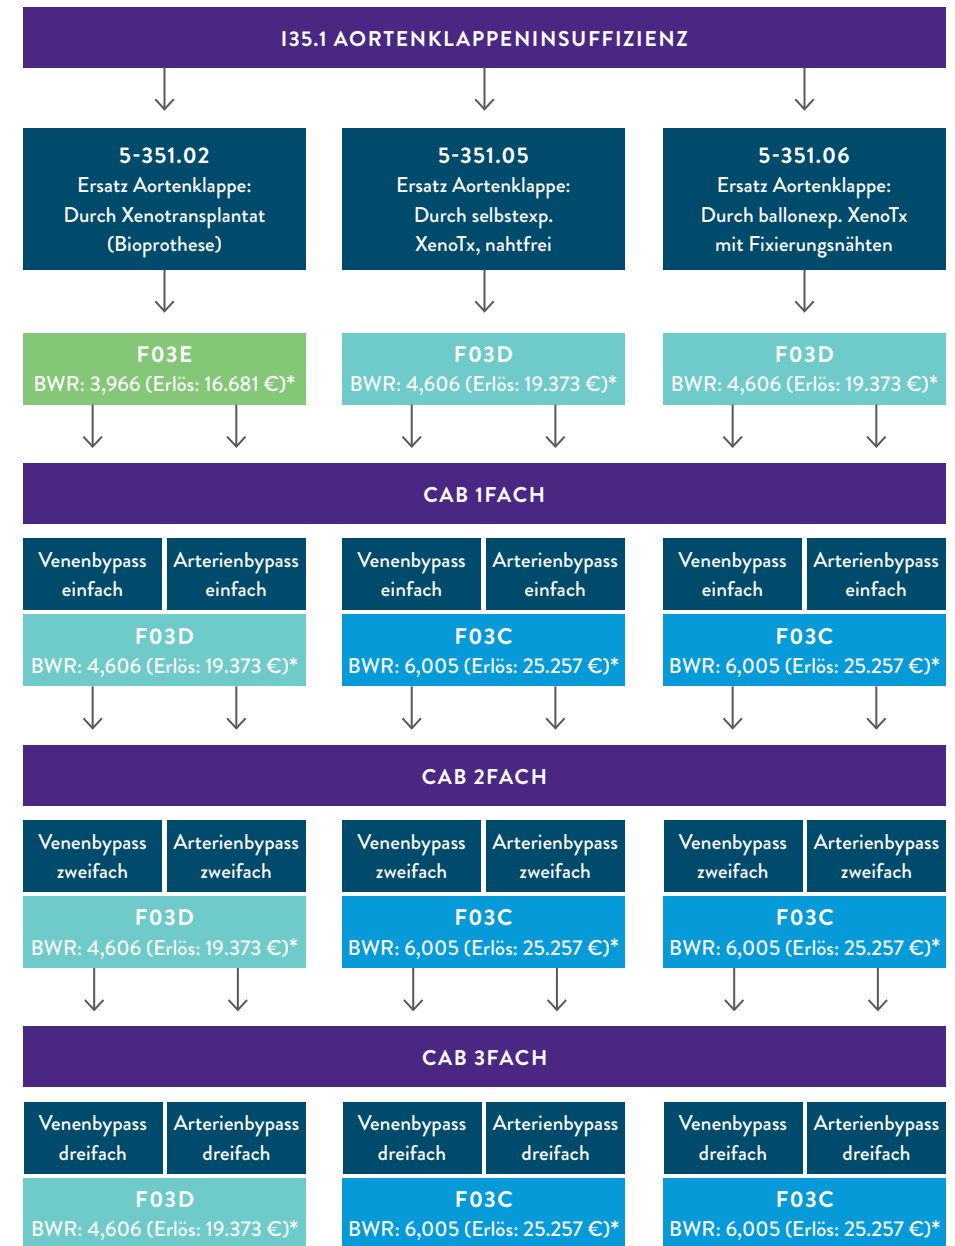 I35.1 AORTENKLAPPENINSUFFIZIENZ
5-351.02
Ersatz Aortenklappe:
Durch Xenotransplantat
(Bioprothese)
5-351.05
Ersatz Aortenklappe:
Durch selbstexp.
XenoTx, nahtfrei
5-351.06
Ersatz Aortenklappe:
Durch ballonexp. XenoTx
mit Fixierungsnähten
F03E
BWR: 3,966 (Erlös: 16.681 €)*
F03D
BWR: 4,606 (Erlös: 19.373 €)*
F03D
BWR: 4,606 (Erlös: 19.373 €)*
CAB 1FACH
Venenbypass
einfach
Arterienbypass
einfach
Venenbypass
einfach
Arterienbypass
einfach
Venenbypass
einfach
Arterienbypass
einfach
F03D
BWR: 4,606 (Erlös: 19.373 €)*
F03C
BWR: 6,005 (Erlös: 25.257 €)*
F03C
BWR: 6,005 (Erlös: 25.257 €)*
CAB 2FACH
Venenbypass
zweifach
Arterienbypass
zweifach
Venenbypass
zweifach
Arterienbypass
zweifach
Venenbypass
zweifach
Arterienbypass
zweifach
F03D
BWR: 4,606 (Erlös: 19.373 €)*
F03C
BWR: 6,005 (Erlös: 25.257 €)*
F03C
BWR: 6,005 (Erlös: 25.257 €)*
CAB 3FACH
Venenbypass
dreifach
Arterienbypass
dreifach
Venenbypass
dreifach
Arterienbypass
dreifach
Venenbypass
dreifach
Arterienbypass
dreifach
F03D
BWR: 4,606 (Erlös: 19.373 €)*
F03C
BWR: 6,005 (Erlös: 25.257 €)*
F03C
BWR: 6,005 (Erlös: 25.257 €)*